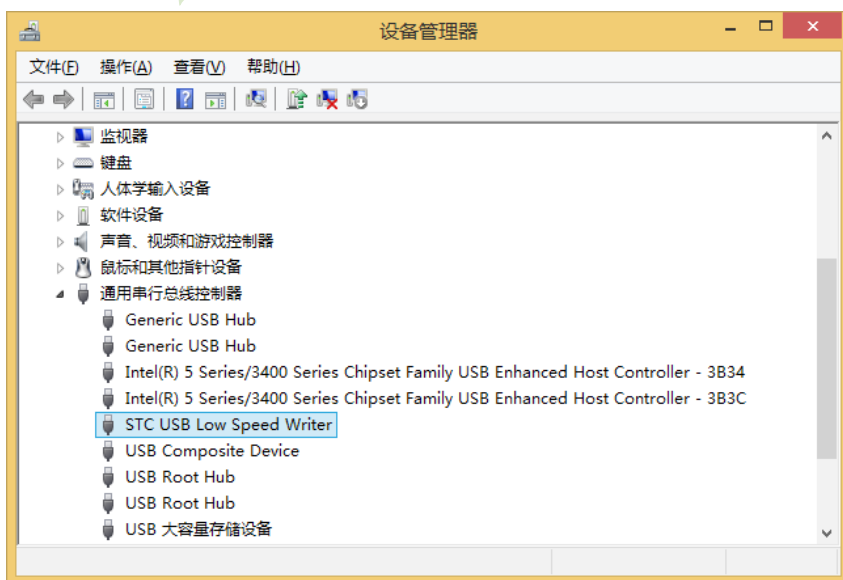 设备管理器
文件(F) 操作(A) 查看(V) 帮助(H)
监视器
键盘
人体学输入设备
软件设备
声音、视频和游戏控制器
鼠标和其他指针设备
通用串行总线控制器
Generic USB Hub
Generic USB Hub
Intel(R) 5 Series/3400 Series Chipset Family USB Enhanced Host Controller - 3B34
Intel(R) 5 Series/3400 Series Chipset Family USB Enhanced Host Controller - 3B3C
STC USB Low Speed Writer
USB Composite Device
USB Root Hub
USB Root Hub
USB 大容量存储设备